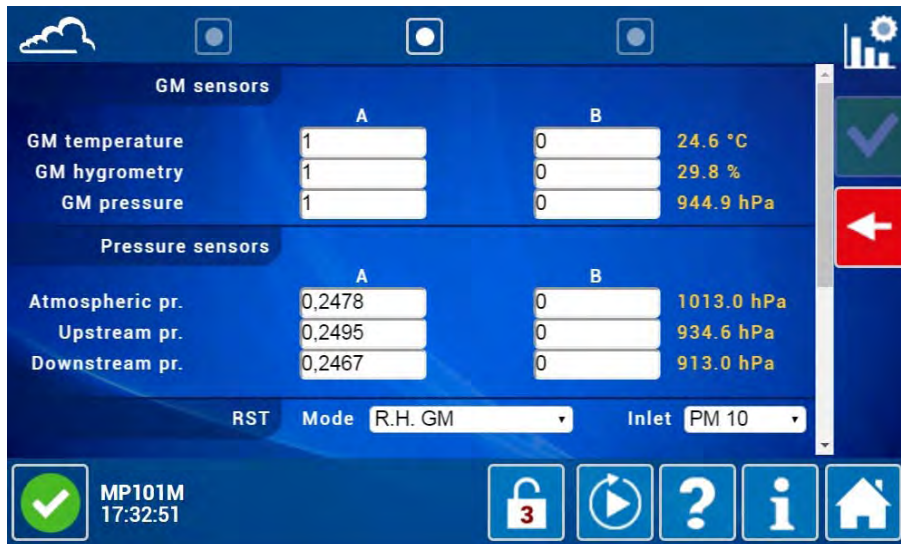 GM sensors
A B
GM temperature 1 0 24.6 °C
GM hygrometry 1 0 29.8 %
GM pressure 1 0 944.9 hPa
Pressure sensors
A B
Atmospheric pr. 0,2478 0 1013.0 hPa
Upstream pr. 0,2495 0 934.6 hPa
Downstream pr. 0,2467 0 913.0 hPa
RST Mode R.H. GM Inlet PM 10
MP101M
17:32:51
3 ? i